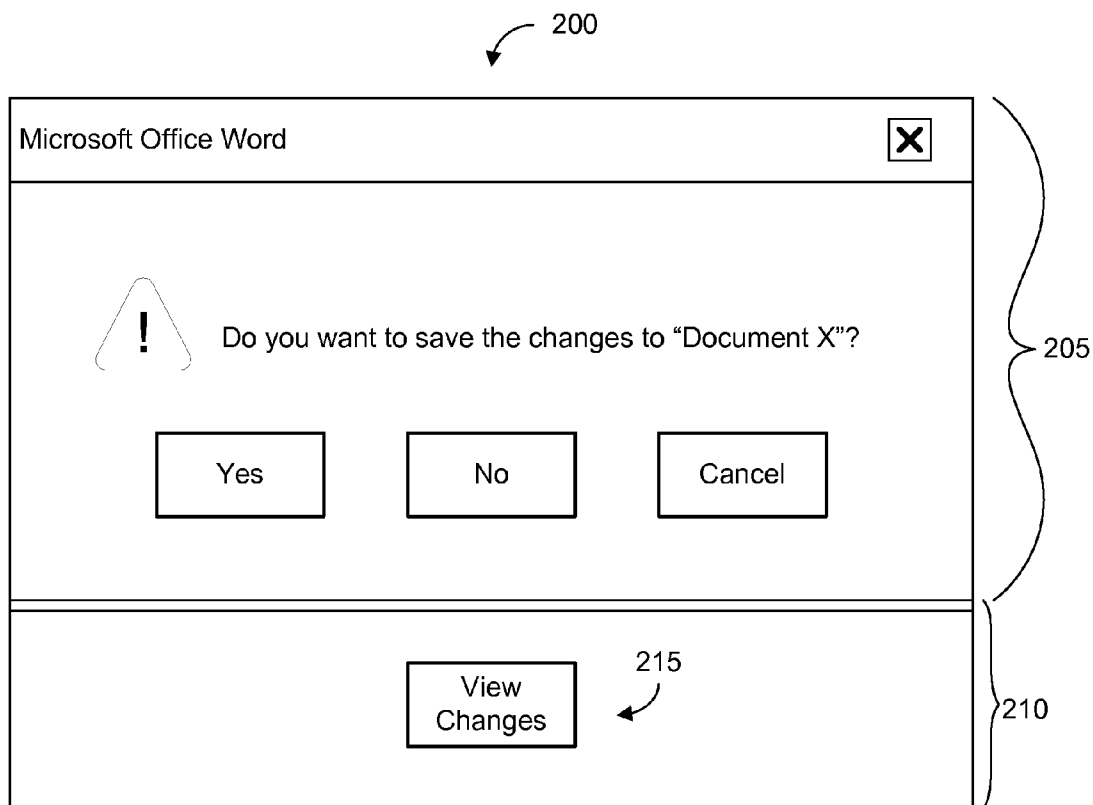 200
Microsoft Office Word
X
!
Do you want to save the changes to “Document X”?
205
Yes
No
Cancel
215
View
Changes
210